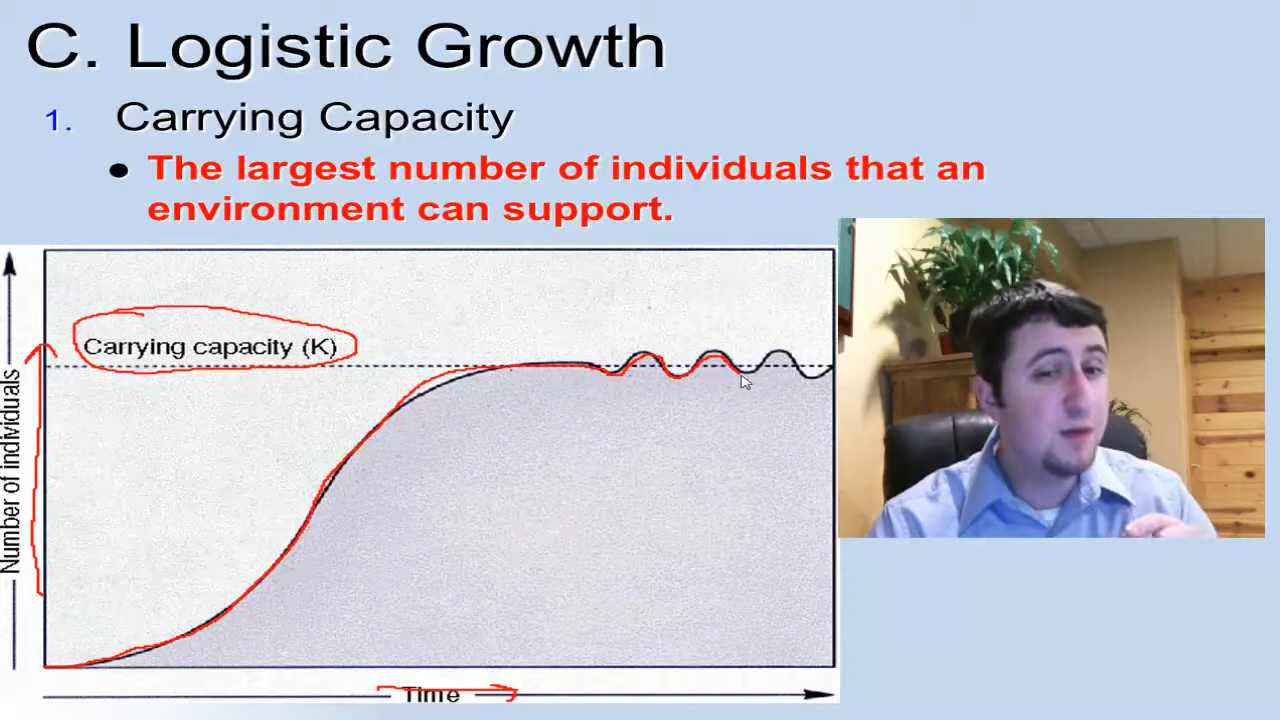 C. Logistic Growth
1. Carrying Capacity
• The largest number of individuals that an
environment can support.
Carrying capacity (K)
Number of individuals
Time